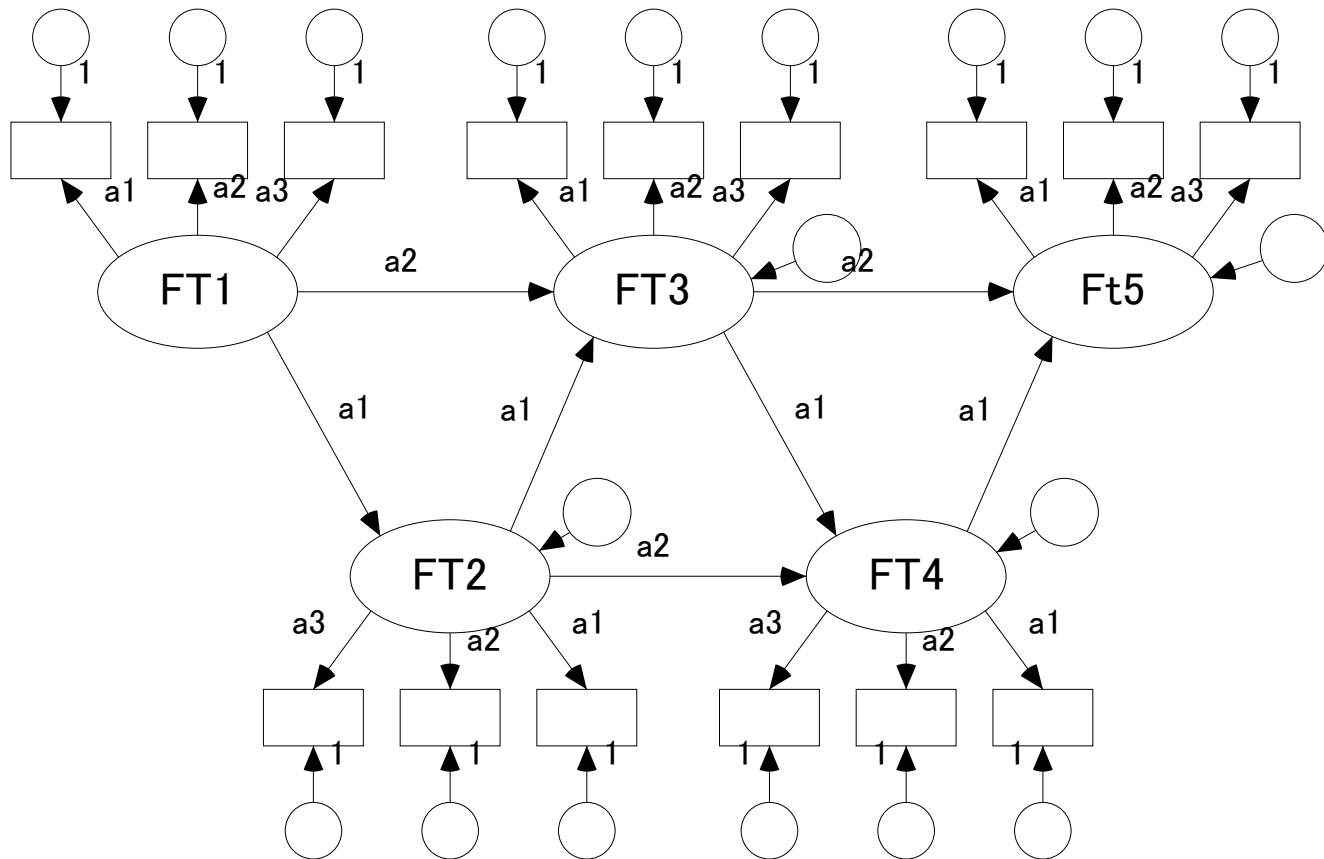 1 1 1 1 1 1 1 1 1
a1 a2 a3 a1 a2 a3 a1 a2 a3
a2 a2
FT1 FT3 Ft5
a1 a1 a1 a1
a2
FT2 FT4
a3 a2 a1 a3 a2 a1
1 1 1 1 1 1